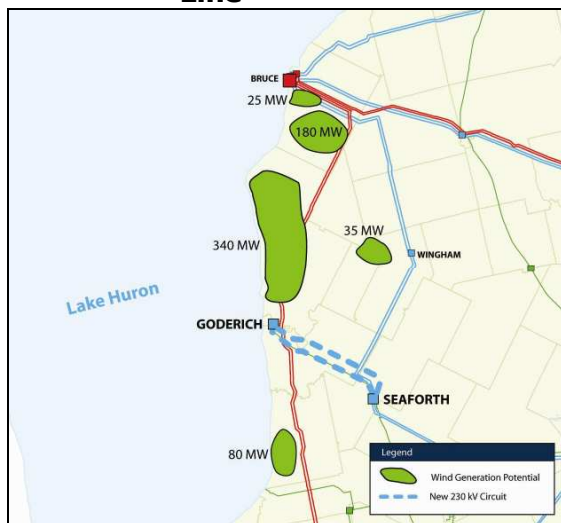 BRUCE
25 MW
180 MW
340 MW
35 MW
WINGHAM
Lake Huron
GODERICH
SEAFORTH
80 MW
Legend
Wind Generation Potential
New 230 kV Circuit